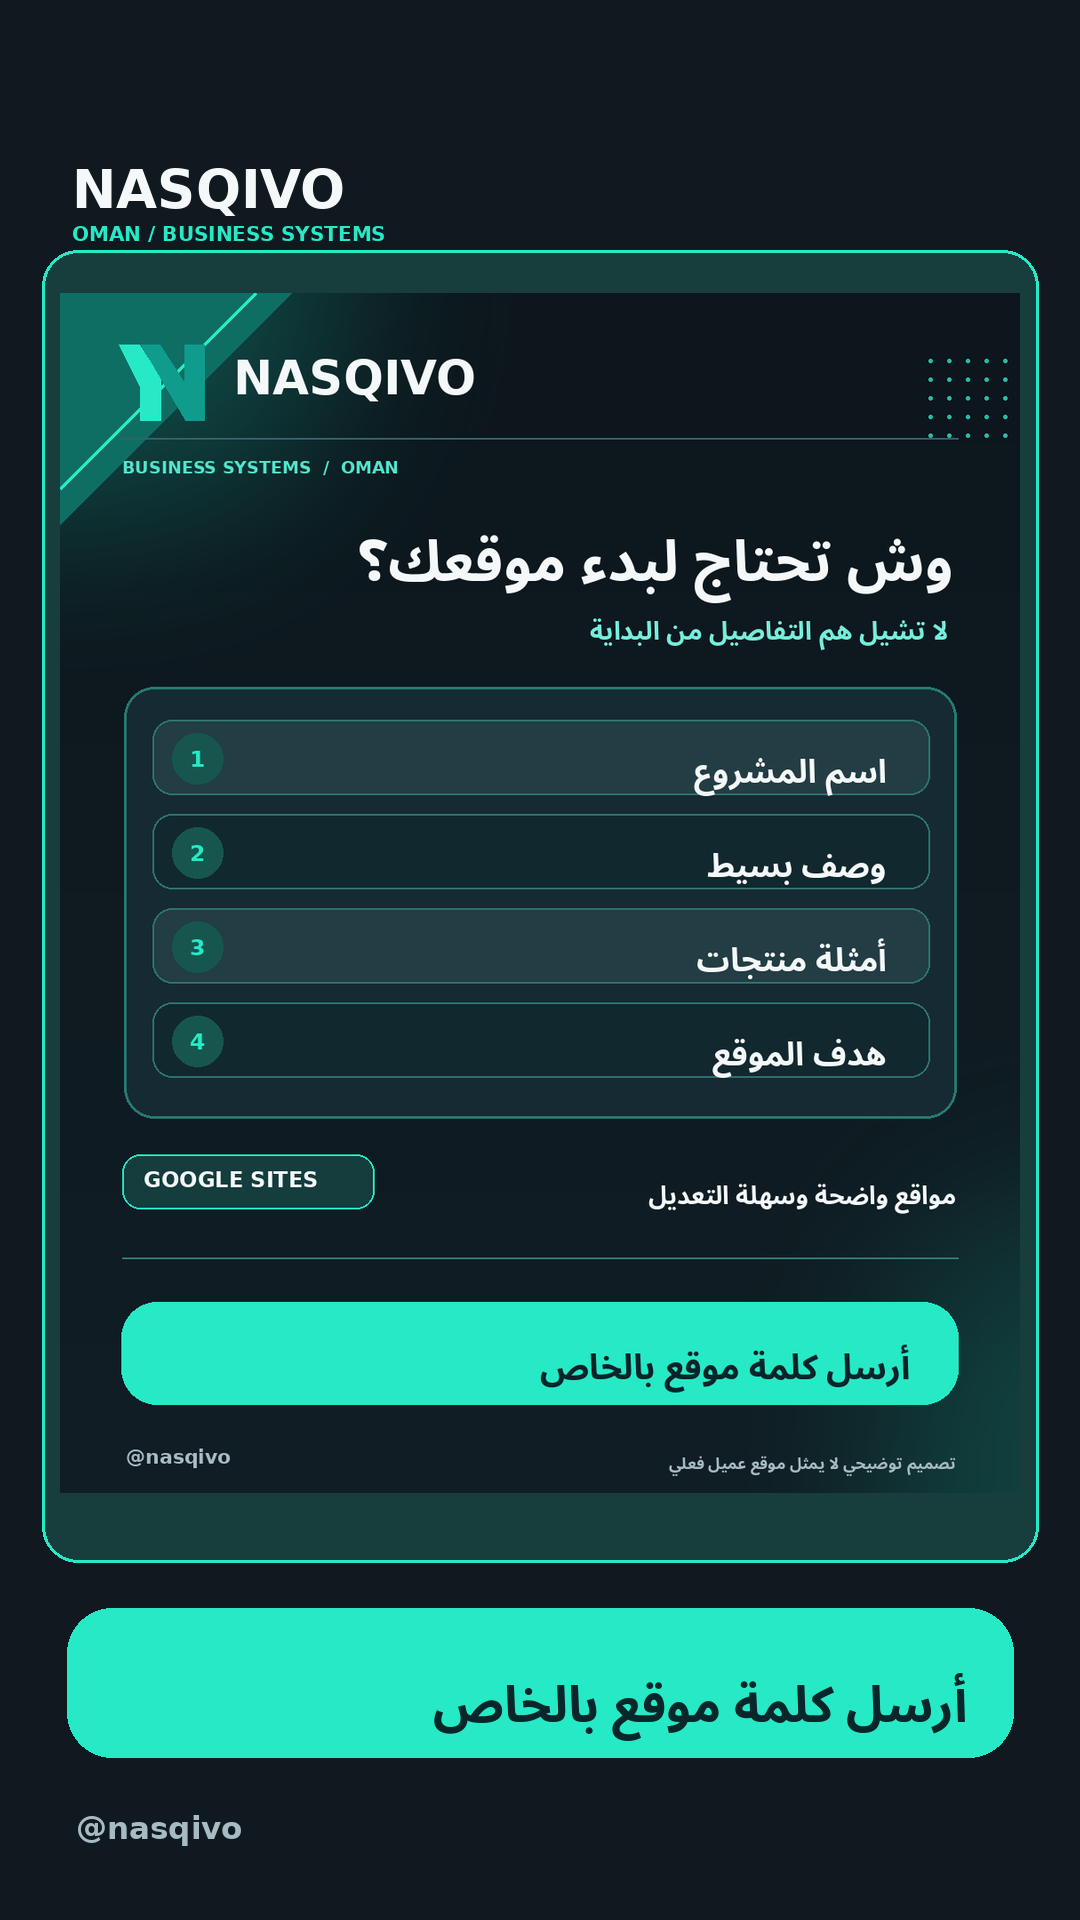 NASQIVO
OMAN / BUSINESS SYSTEMS
NASQIVO
BUSINESS SYSTEMS / OMAN
وش تحتاج لبدء موقعك؟
لا تشيل هم التفاصيل من البداية
1 اسم المشروع
2 وصف بسيط
3 أمثلة منتجات
4 هدف الموقع
GOOGLE SITES
مواقع واضحة وسهلة التعديل
أرسل كلمة موقع بالخاص
@nasqivo
تصميم توضيحي لا يمثل موقع عميل فعلي
أرسل كلمة موقع بالخاص
@nasqivo